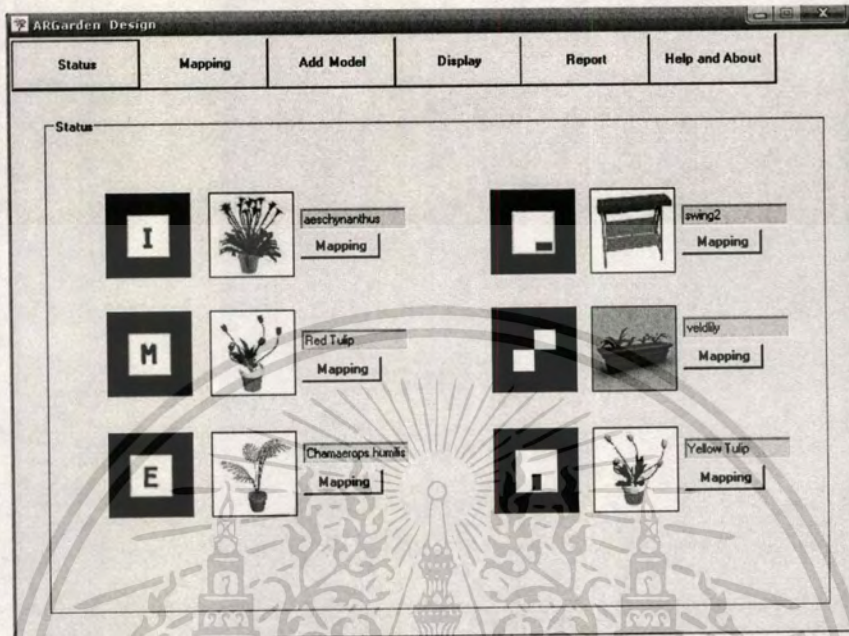 ARGarden Design
Status
Mapping
Add Model
Display
Report
Help and About
Status
I
aeschynanthus
Mapping
swing2
Mapping
M
Red Tulip
Mapping
veldlily
Mapping
E
Chamaerops humilis
Mapping
Yellow Tulip
Mapping